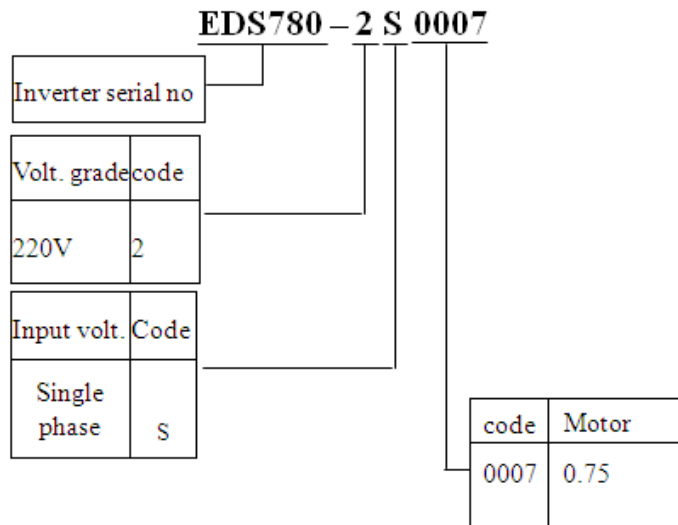 EDS780 – 2 S 0007
Inverter serial no
Volt. grade code
220V 2
Input volt. Code
Single
phase S
code Motor
0007 0.75